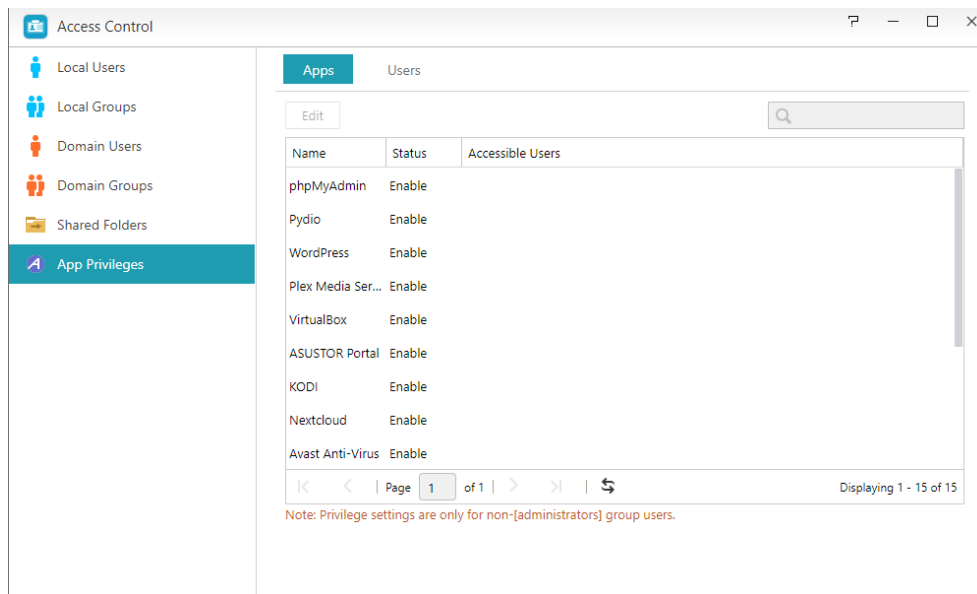 Access Control
Local Users
Local Groups
Domain Users
Domain Groups
Shared Folders
App Privileges
Apps Users
Edit
Name Status Accessible Users
phpMyAdmin Enable
Pydio Enable
WordPress Enable
Plex Media Ser... Enable
VirtualBox Enable
ASUSTOR Portal Enable
KODI Enable
Nextcloud Enable
Avast Anti-Virus Enable
Page 1 of 1 Displaying 1 - 15 of 15
Note: Privilege settings are only for non-[administrators] group users.